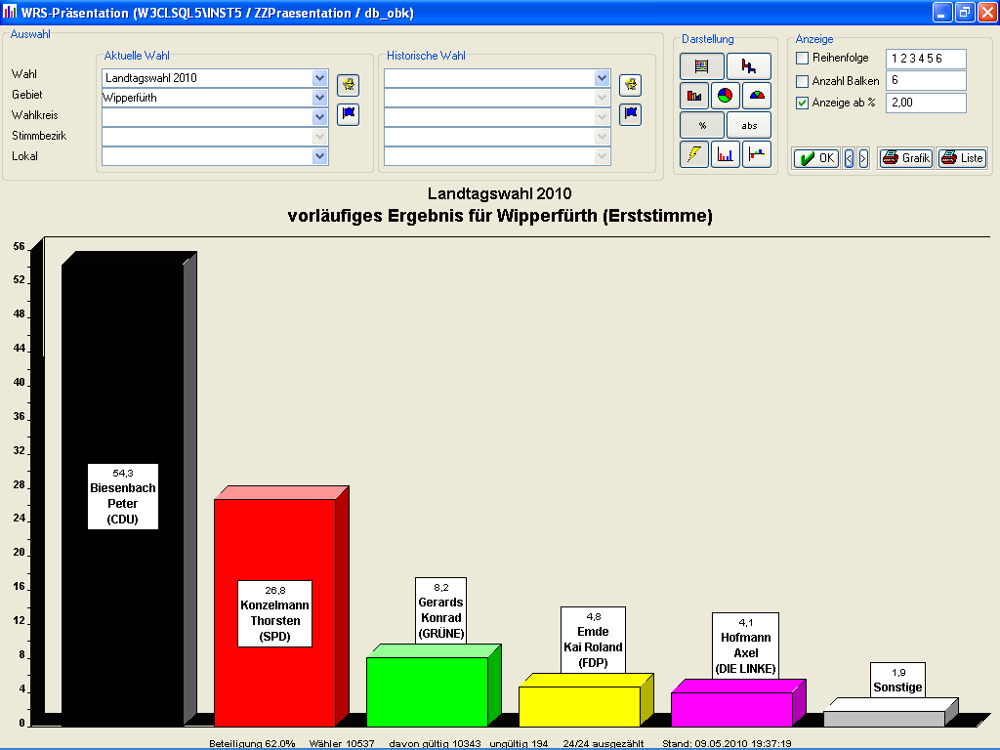 WRS-Präsentation (W3CLSQL5\INST5 / ZZPraesentation / db_obk)
Auswahl
Aktuelle Wahl
Historische Wahl
Wahl
Landtagswahl 2010
Gebiet
Wipperfürth
Wahlkreis
Stimmbezirk
Lokal
Darstellung
%
abs
Anzeige
Reihenfolge
1 2 3 4 5 6
Anzahl Balken
6
Anzeige ab %
2,00
OK
<
>
Grafik
Liste
Landtagswahl 2010
vorläufiges Ergebnis für Wipperfürth (Erststimme)
56
52
48
44
40
36
32
28
24
20
16
12
8
4
0
54,3
Biesenbach
Peter
(CDU)
26,8
Konzelmann
Thorsten
(SPD)
8,2
Gerards
Konrad
(GRÜNE)
4,8
Emde
Kai Roland
(FDP)
4,1
Hofmann
Axel
(DIE LINKE)
1,9
Sonstige
Beteiligung 62.0% Wähler 10537 davon gültig 10343 ungültig 194 24/24 ausgezählt Stand: 09.05.2010 19:37:19